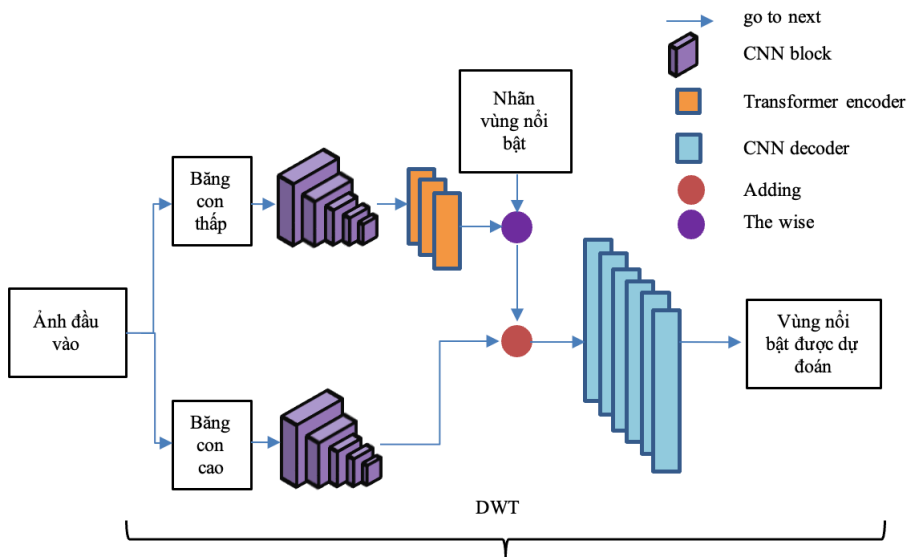 go to next
CNN block
Transformer encoder
CNN decoder
Adding
The wise
Nhãn
vùng nổi
bật
Băng
con
thấp
Ảnh đầu
vào
Vùng nổi
bật được dự
đoán
Băng
con
cao
DWT